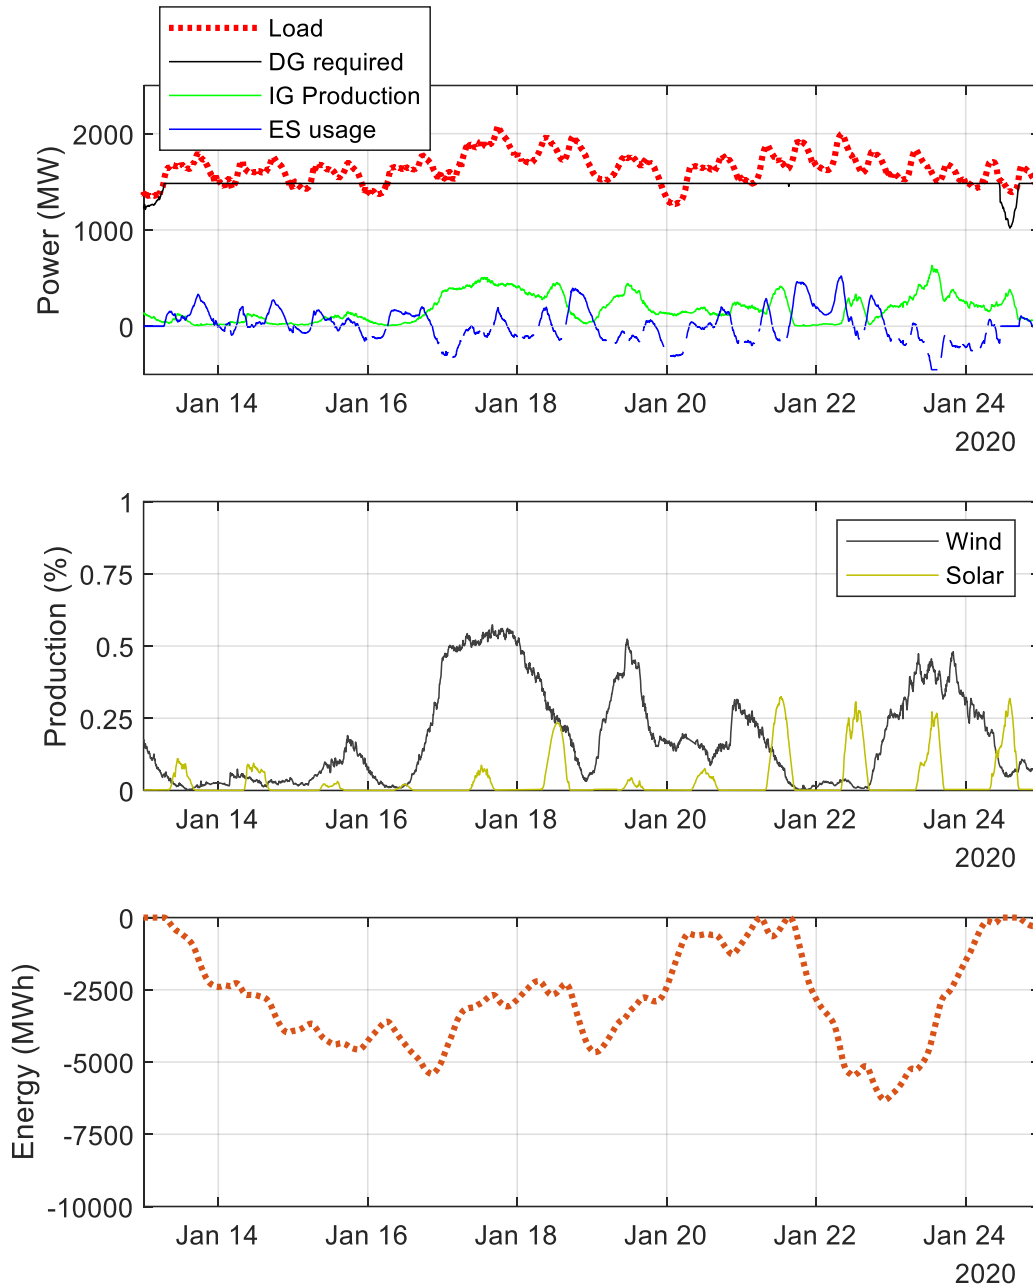 Load
DG required
IG Production
ES usage
Power (MW)
2000
1000
0
Jan 14 Jan 16 Jan 18 Jan 20 Jan 22 Jan 24
2020
Production (%)
1
0.75
0.5
0.25
0
Wind
Solar
Jan 14 Jan 16 Jan 18 Jan 20 Jan 22 Jan 24
2020
Energy (MWh)
0
-2500
-5000
-7500
-10000
Jan 14 Jan 16 Jan 18 Jan 20 Jan 22 Jan 24
2020